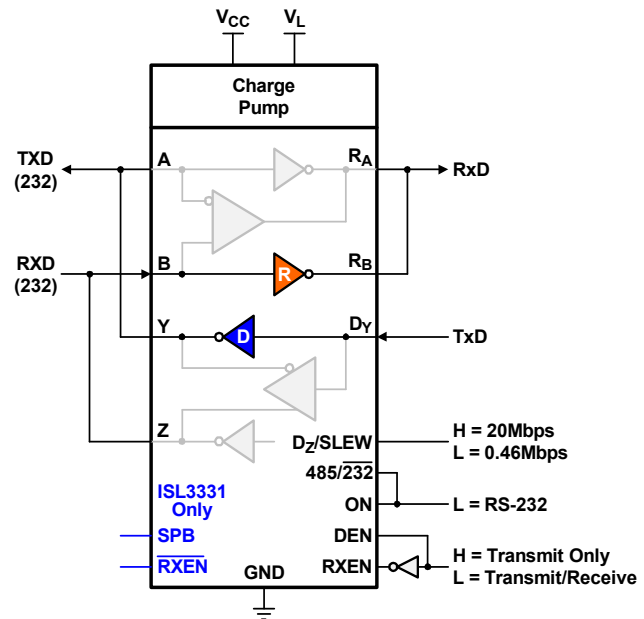 VCC
VL
Charge
Pump
TXD
(232)
A
RA
RxD
RXD
(232)
B
R
RB
Y
D
DY
TxD
Z
DZ/SLEW
H = 20Mbps
L = 0.46Mbps
485/232
ISL3331
Only
ON
L = RS-232
SPB
DEN
H = Transmit Only
RXEN
GND
RXEN
L = Transmit/Receive